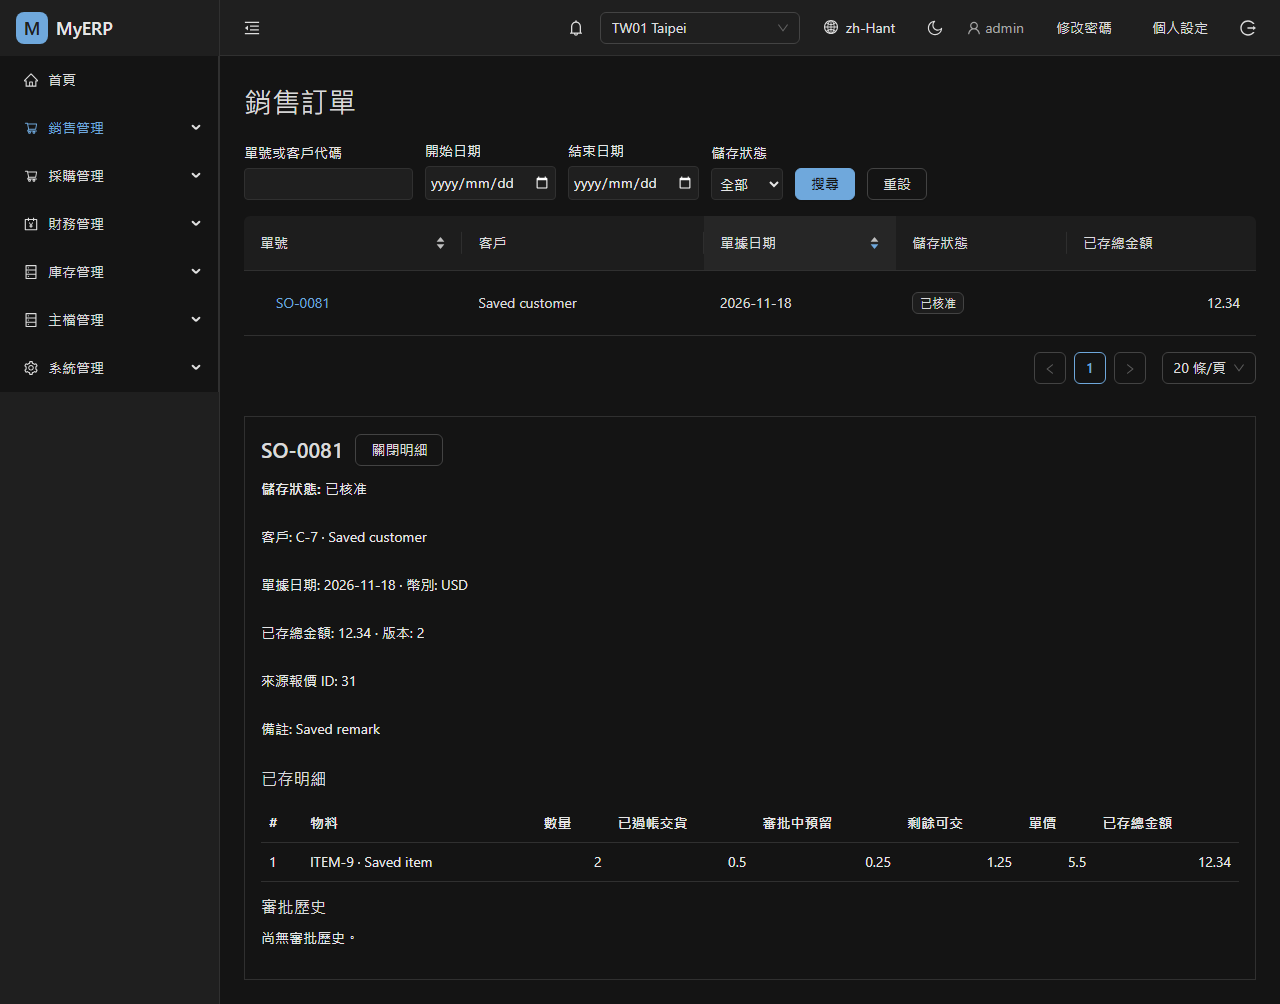 M MyERP
TW01 Taipei
zh-Hant
admin
修改密碼
個人設定
首頁
銷售管理
採購管理
財務管理
庫存管理
主檔管理
系統管理
銷售訂單
單號或客戶代碼
開始日期
結束日期
儲存狀態
yyyy/mm/dd
yyyy/mm/dd
全部
搜尋
重設
單號 客戶 單據日期 儲存狀態 已存總金額
SO-0081 Saved customer 2026-11-18 已核准 12.34
< 1 > 20 條/頁
SO-0081 關閉明細
儲存狀態: 已核准
客戶: C-7 · Saved customer
單據日期: 2026-11-18 · 幣別: USD
已存總金額: 12.34 · 版本: 2
來源報價 ID: 31
備註: Saved remark
已存明細
# 物料 數量 已過帳交貨 審批中預留 剩餘可交 單價 已存總金額
1 ITEM-9 · Saved item 2 0.5 0.25 1.25 5.5 12.34
審批歷史
尚無審批歷史。